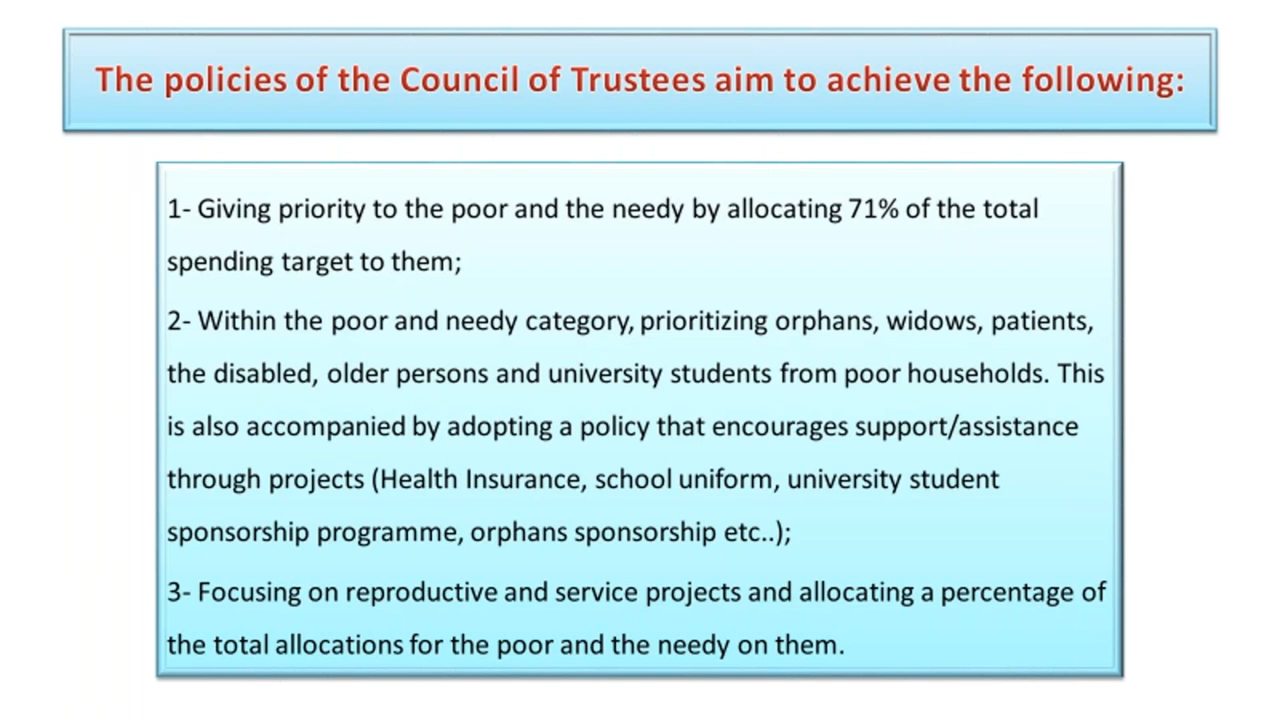 The policies of the Council of Trustees aim to achieve the following:
1- Giving priority to the poor and the needy by allocating 71% of the total
spending target to them;
2- Within the poor and needy category, prioritizing orphans, widows, patients,
the disabled, older persons and university students from poor households. This
is also accompanied by adopting a policy that encourages support/assistance
through projects (Health Insurance, school uniform, university student
sponsorship programme, orphans sponsorship etc..);
3- Focusing on reproductive and service projects and allocating a percentage of
the total allocations for the poor and the needy on them.